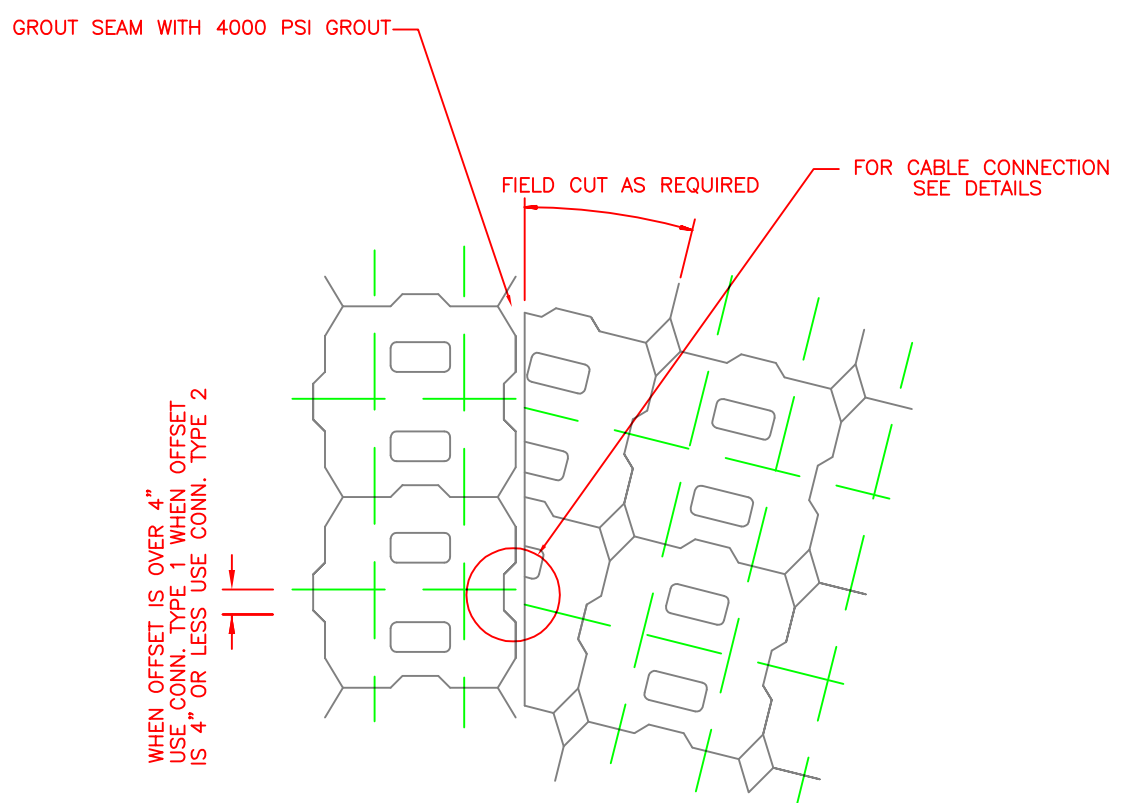 GROUT SEAM WITH 4000 PSI GROUT
FIELD CUT AS REQUIRED
FOR CABLE CONNECTION
SEE DETAILS
WHEN OFFSET IS OVER 4"
USE CONN. TYPE 1 WHEN OFFSET
IS 4" OR LESS USE CONN. TYPE 2